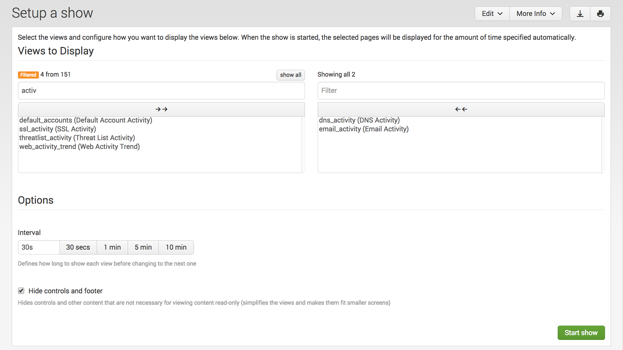 Setup a show
Edit
More Info
Select the views and configure how you want to display the views below. When the show is started, the selected pages will be displayed for the amount of time specified automatically.
Views to Display
Filtered 4 from 151
show all
Showing all 2
activ
Filter
→→
←←
default_accounts (Default Account Activity)
ssl_activity (SSL Activity)
threatlist_activity (Threat List Activity)
web_activity_trend (Web Activity Trend)
dns_activity (DNS Activity)
email_activity (Email Activity)
Options
Interval
30s
30 secs
1 min
5 min
10 min
Defines how long to show each view before changing to the next one
Hide controls and footer
Hides controls and other content that are not necessary for viewing content read-only (simplifies the views and makes them fit smaller screens)
Start show